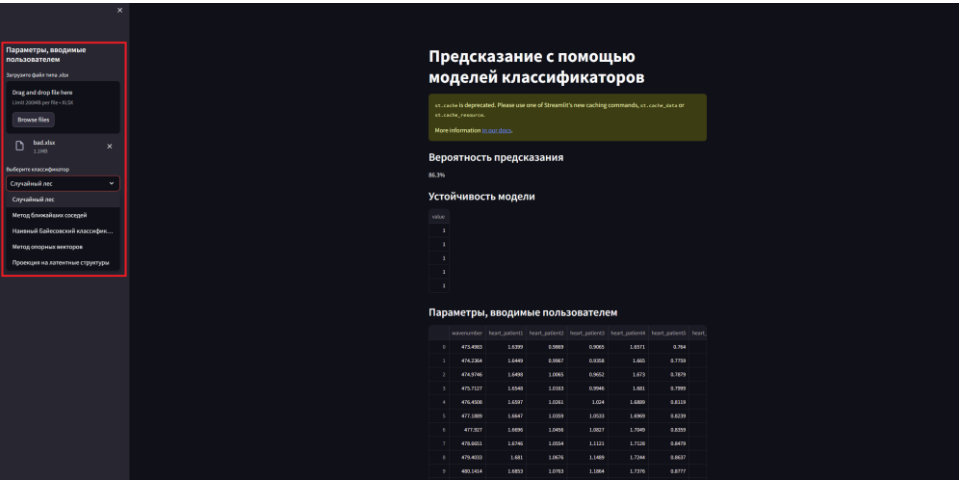 ×
Параметры, вводимые
пользователем
Загрузите файл типа .xlsx
Drag and drop file here
Limit 200MB per file • XLSX
Browse files
bad.xlsx
1.1MB
×
Выберите классификатор
Случайный лес
Случайный лес
Метод ближайших соседей
Наивный Байесовский классифик...
Метод опорных векторов
Проекция на латентные структуры
Предсказание с помощью
моделей классификаторов
st.cache is deprecated. Please use one of Streamlit's new caching commands, st.cache_data or
st.cache_resource.
More information in our docs.
Вероятность предсказания
86.3%
Устойчивость модели
value
1
1
1
1
1
Параметры, вводимые пользователем
wavenumber heart_patient1 heart_patient2 heart_patient3 heart_patient4 heart_patient5 heart_
0 473.4983 1.6399 0.9869 0.9065 1.6571 0.764
1 474.2364 1.6449 0.9967 0.9358 1.665 0.7759
2 474.9746 1.6498 1.0065 0.9652 1.673 0.7879
3 475.7127 1.6548 1.0163 0.9946 1.681 0.7999
4 476.4508 1.6597 1.0261 1.024 1.6889 0.8119
5 477.1889 1.6647 1.0359 1.0533 1.6969 0.8239
6 477.927 1.6696 1.0456 1.0827 1.7049 0.8359
7 478.6651 1.6746 1.0554 1.1121 1.7128 0.8479
8 479.4033 1.681 1.0676 1.1489 1.7244 0.8637
9 480.1414 1.6853 1.0763 1.1864 1.7376 0.8777